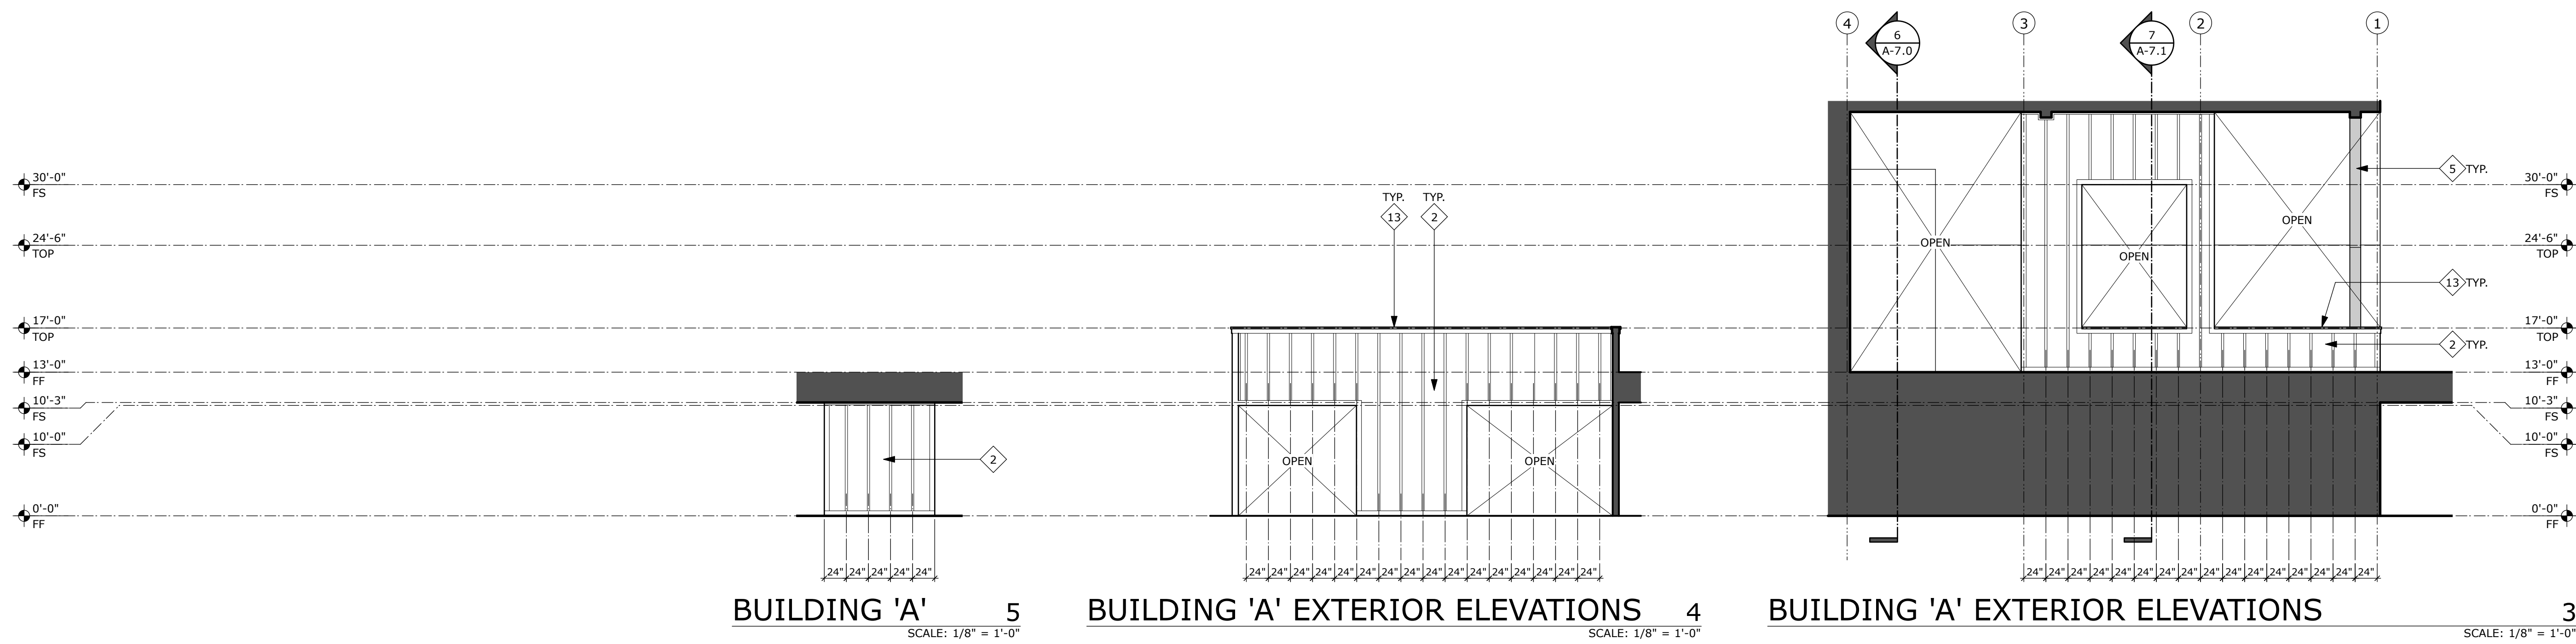 4
3
2
1
6
A-7.0
7
A-7.1
30'-0"
FS
24'-6"
TOP
17'-0"
TOP
13'-0"
FF
10'-3"
FS
10'-0"
FS
0'-0"
FF
2
24" 24" 24" 24" 24"
BUILDING 'A' 5
SCALE: 1/8" = 1'-0"
TYP. TYP.
13 2
OPEN OPEN
24" 24" 24" 24" 24" 24" 24" 24" 24" 24" 24" 24" 24" 24" 24" 24"
BUILDING 'A' EXTERIOR ELEVATIONS 4
SCALE: 1/8" = 1'-0"
OPEN
OPEN
OPEN
5 TYP.
13 TYP.
2 TYP.
30'-0"
FS
24'-6"
TOP
17'-0"
TOP
13'-0"
FF
10'-3"
FS
10'-0"
FS
0'-0"
FF
24" 24" 24" 24" 24" 24" 24" 24" 24" 24" 24" 24" 24" 24" 24" 24"
BUILDING 'A' EXTERIOR ELEVATIONS 3
SCALE: 1/8" = 1'-0"